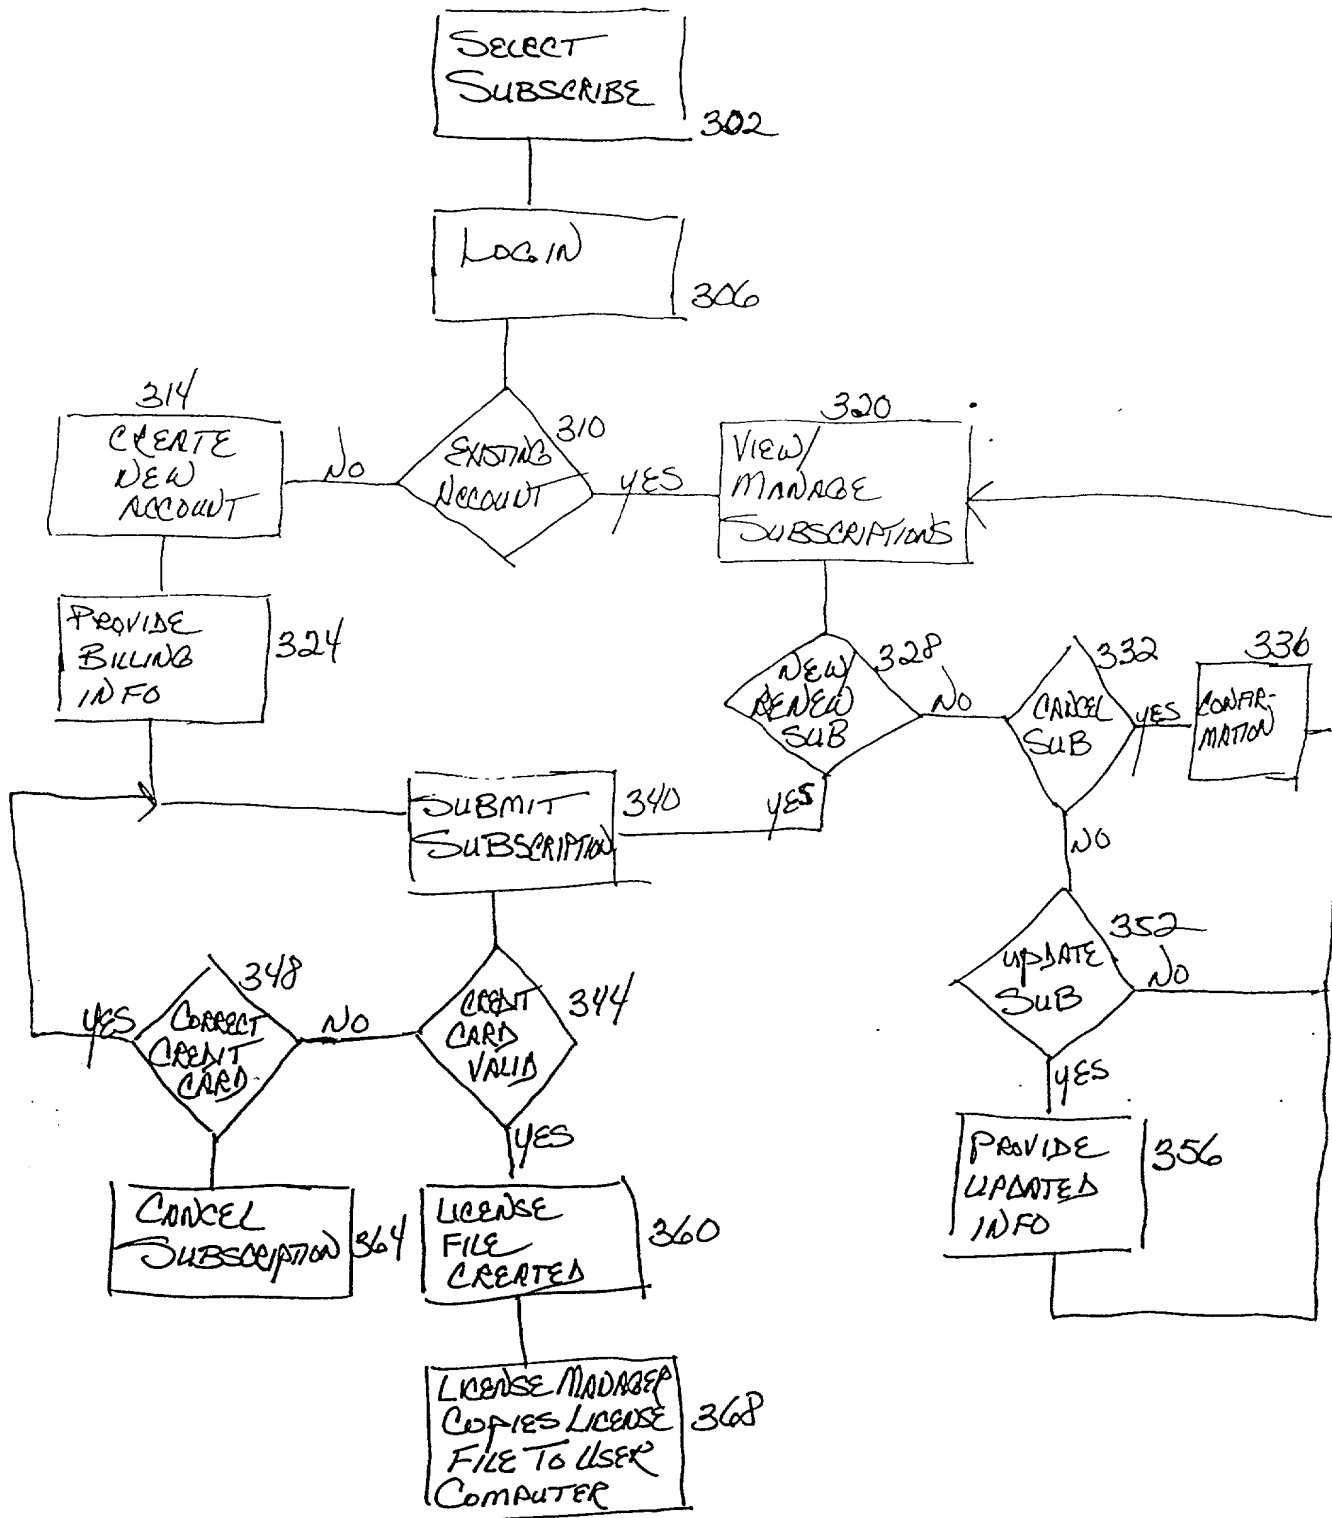 SELECT
SUBSCRIBE
302
LOGIN
306
314
CREATE
NEW
ACCOUNT
NO
EXISTING
ACCOUNT
310
YES
320
VIEW/
MANAGE
SUBSCRIPTIONS
PROVIDE
BILLING
INFO
324
NEW/
RENEW
SUB
328
NO
CANCEL
SUB
332
YES
336
CONFIR-
MATION
SUBMIT
SUBSCRIPTION
340
YES
NO
UPDATE
SUB
352
NO
YES
CORRECT
CREDIT
CARD
348
NO
CREDIT
CARD
VALID
344
YES
YES
CANCEL
SUBSCRIPTION
364
LICENSE
FILE
CREATED
360
PROVIDE
UPDATED
INFO
356
LICENSE MANAGER
COPIES LICENSE
FILE TO USER
COMPUTER
368